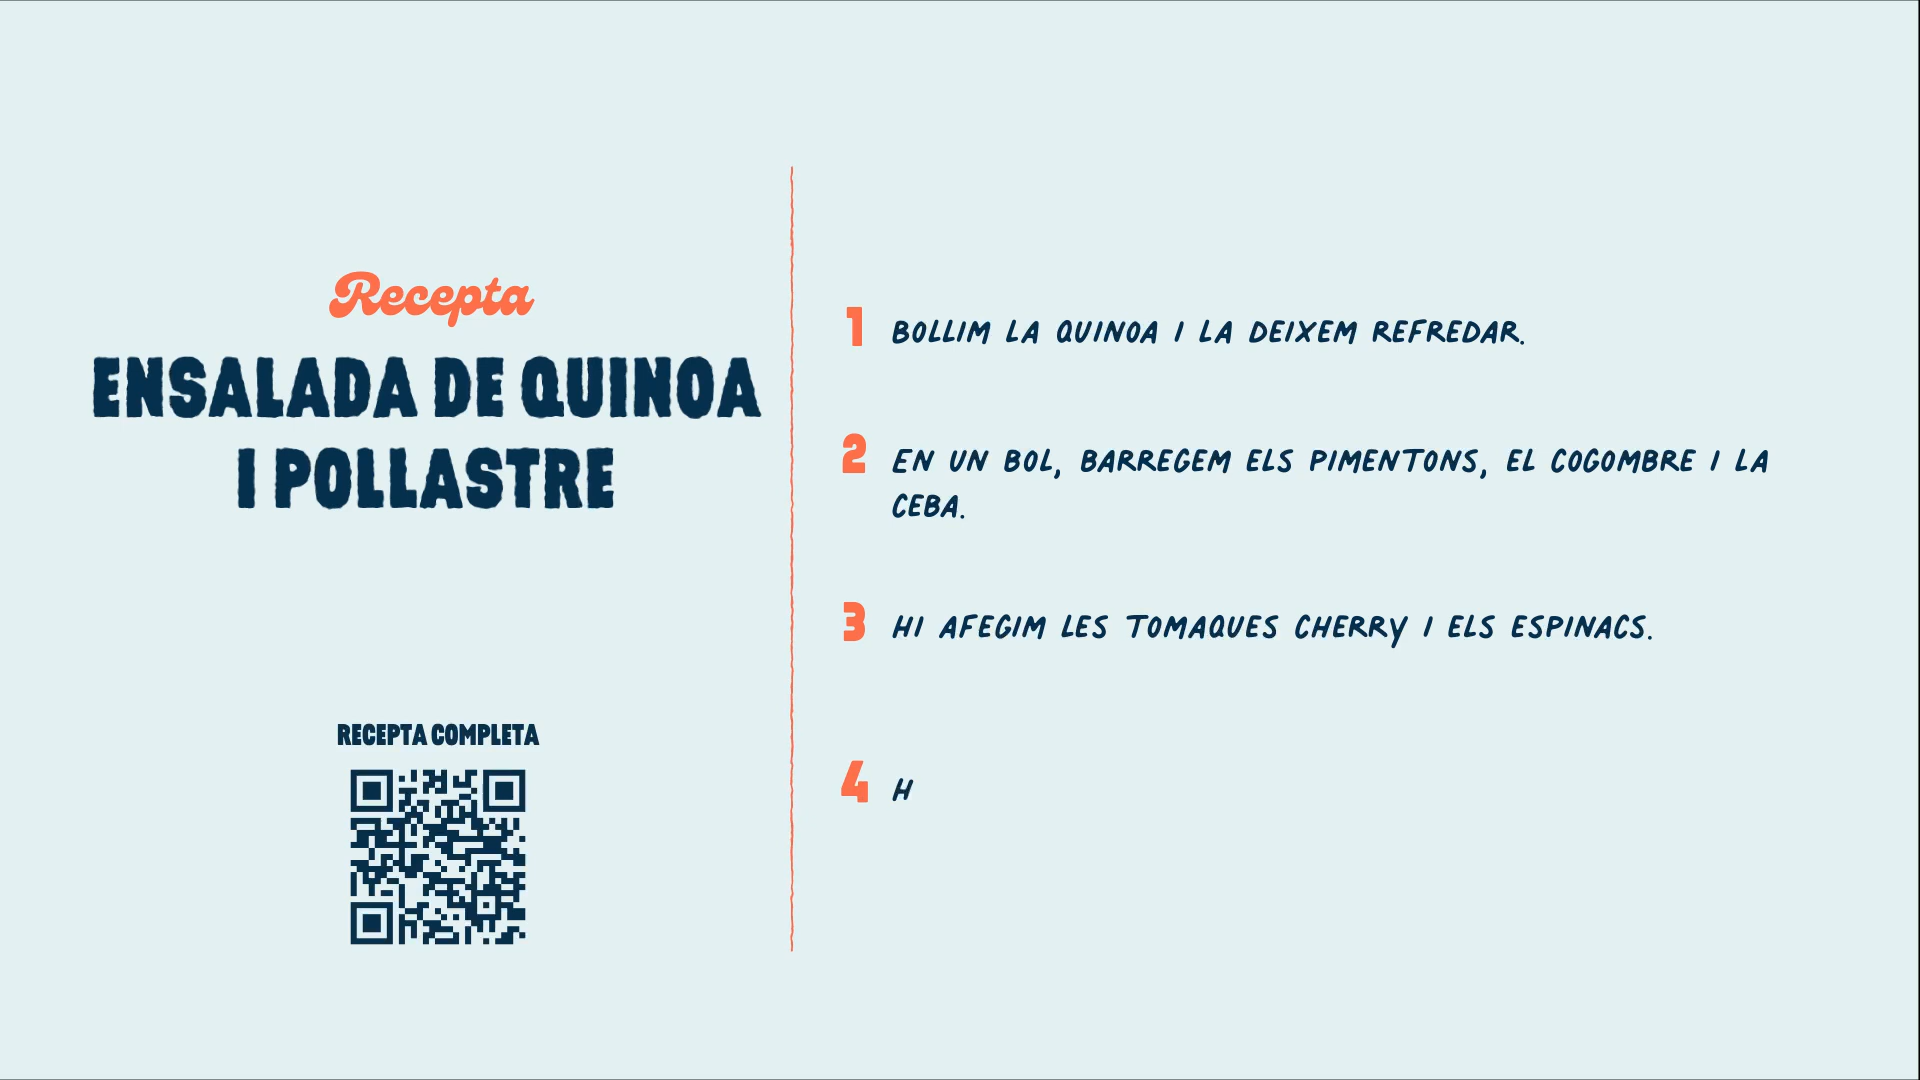 Recepta
ENSALADA DE QUINOA
I POLLASTRE
RECEPTA COMPLETA
1 BOLLIM LA QUINOA I LA DEIXEM REFREDAR.
2 EN UN BOL, BARREGEM ELS PIMENTONS, EL COGOMBRE I LA
CEBA.
3 HI AFEGIM LES TOMAQUES CHERRY I ELS ESPINACS.
4 H